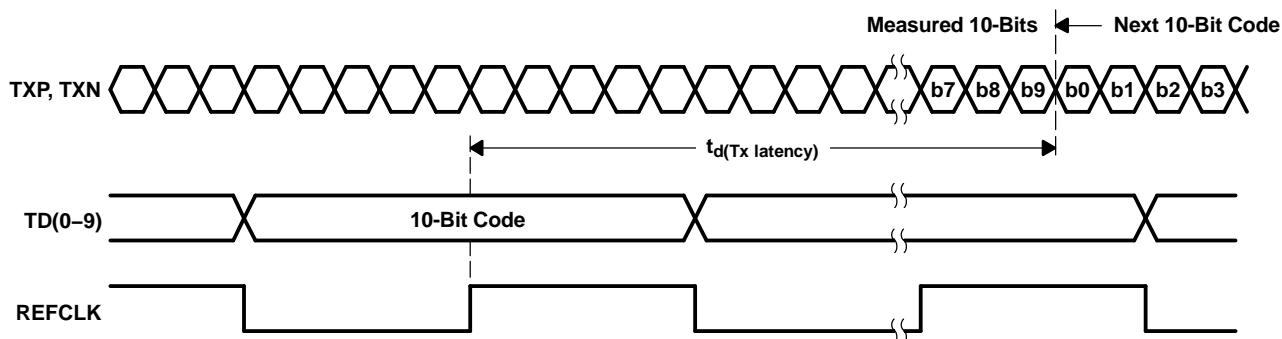 Measured 10-Bits Next 10-Bit Code
TXP, TXN b7 b8 b9 b0 b1 b2 b3
td(Tx latency)
TD(0–9) 10-Bit Code
REFCLK